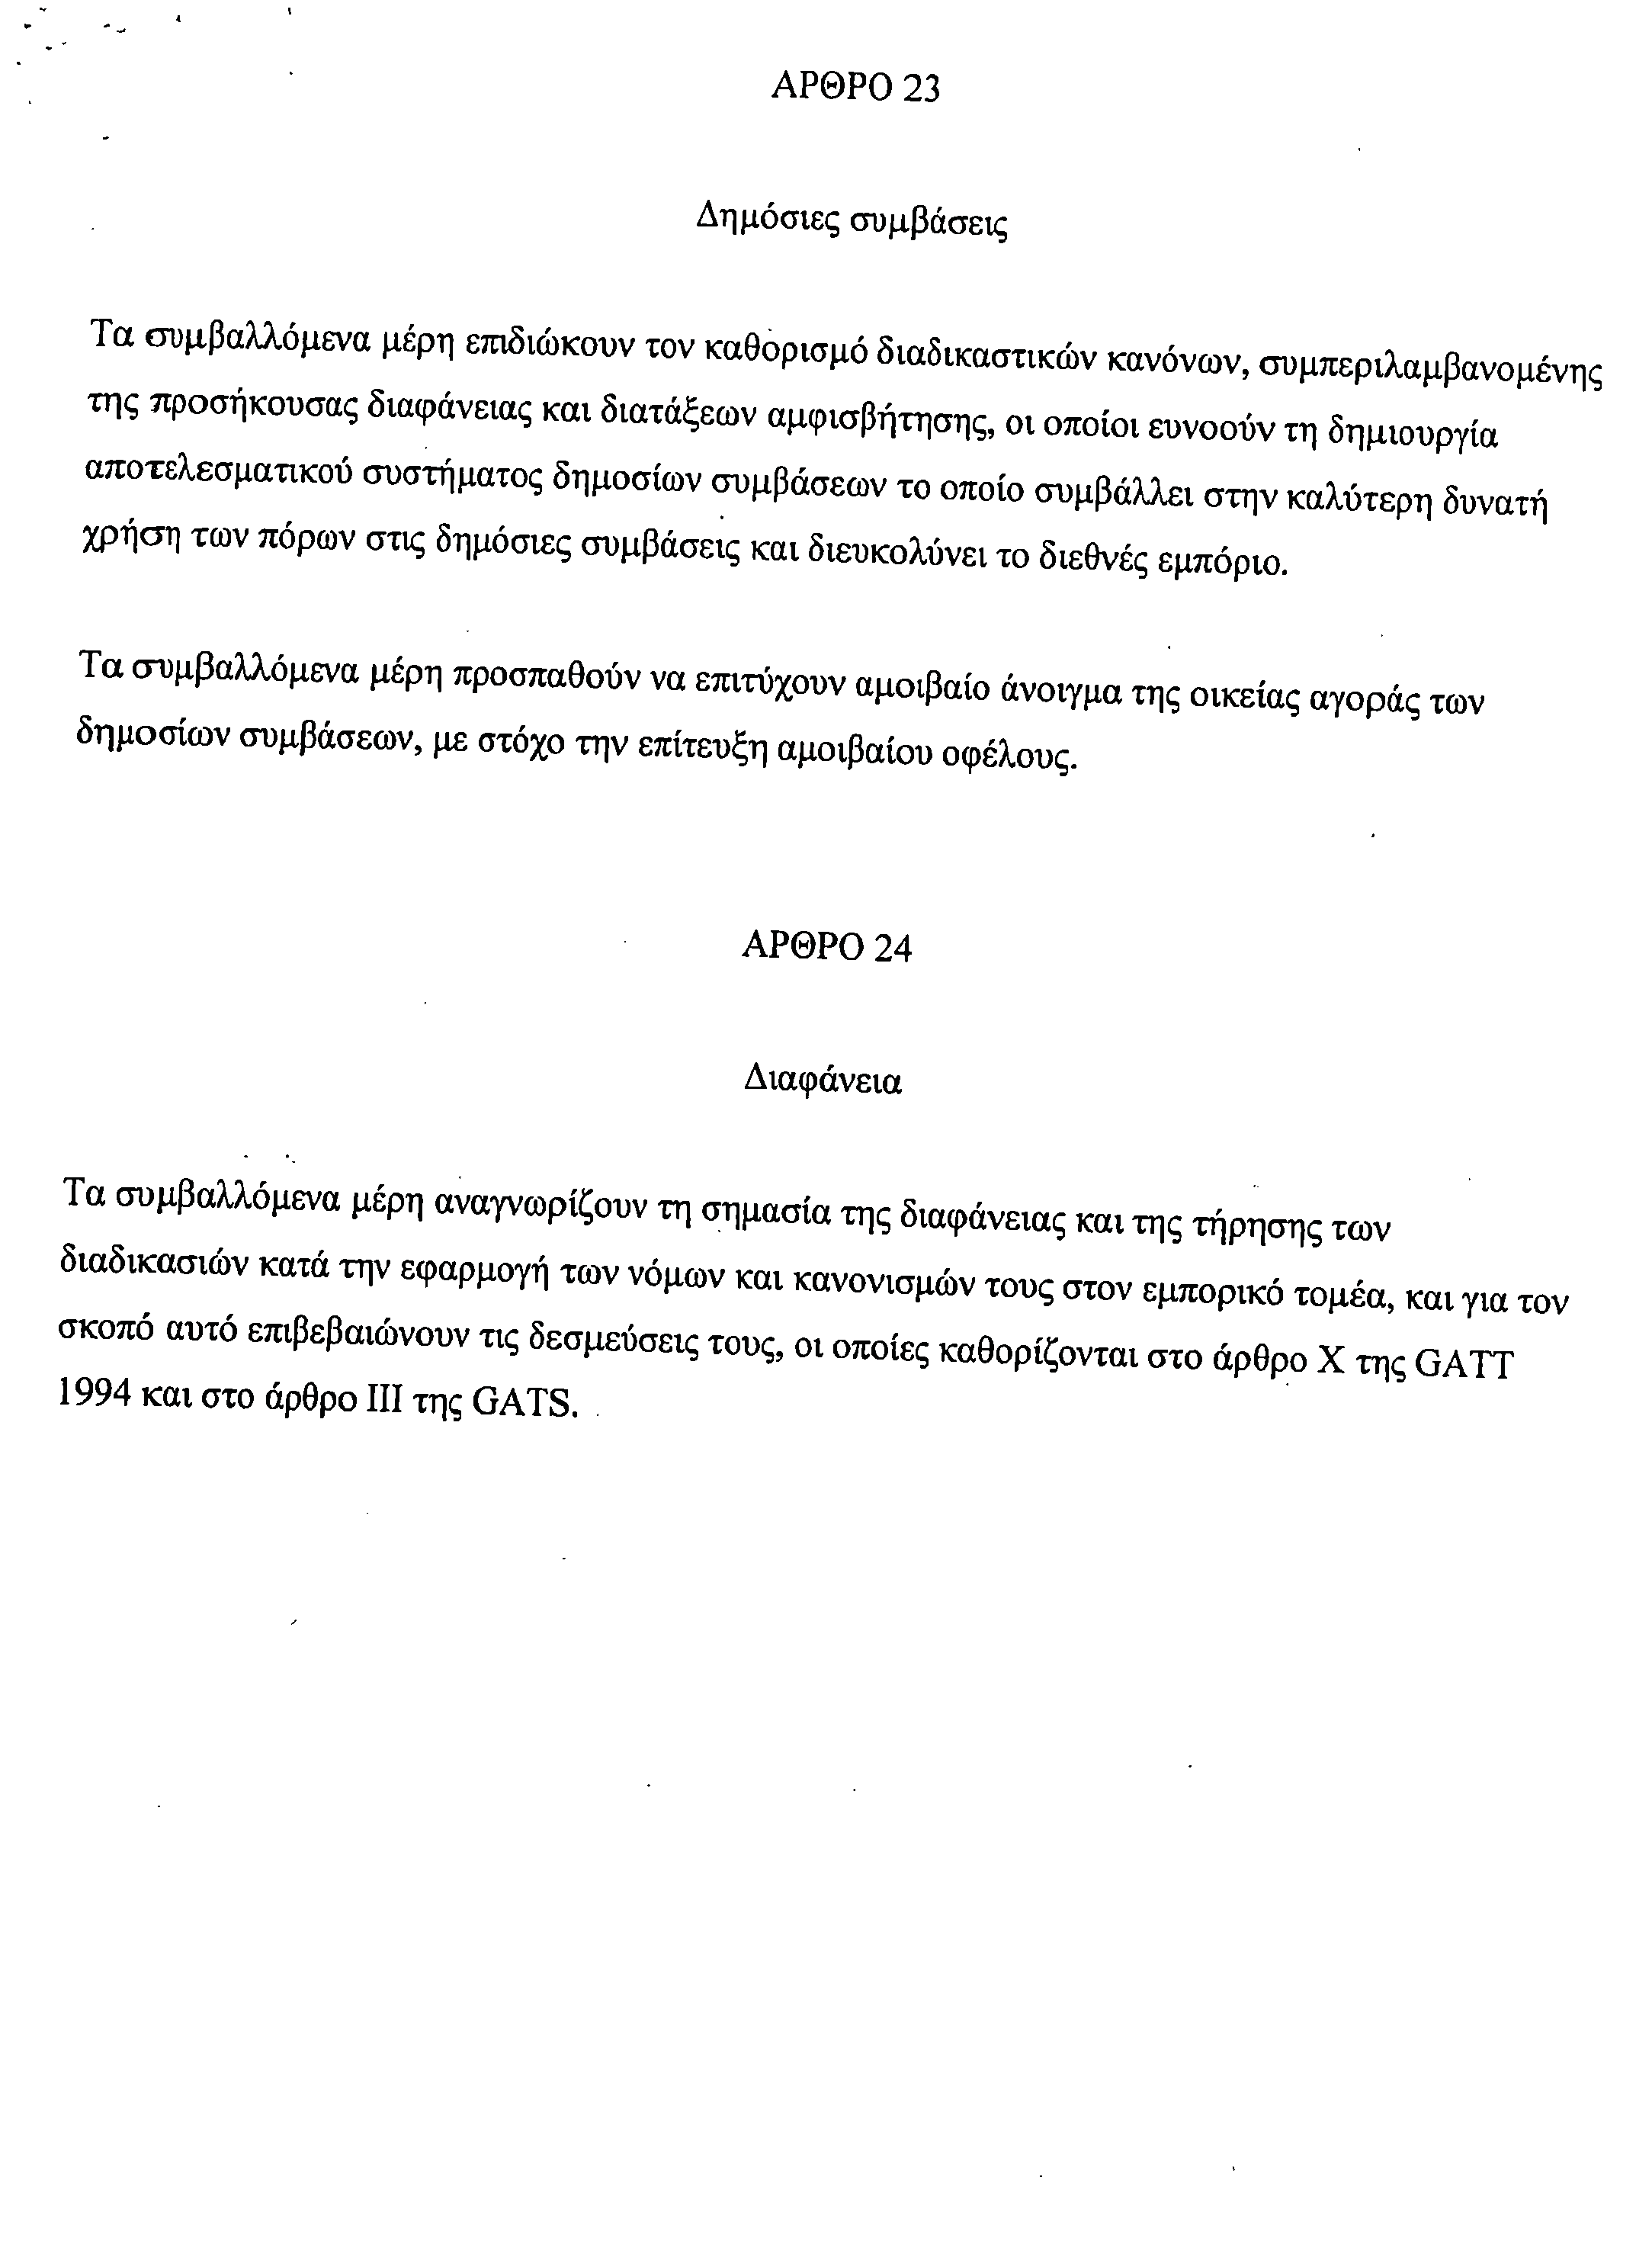 ΑΡΘΡΟ 23
Δημόσιες συμβάσεις
Τα συμβαλλόμενα μέρη επιδιώκουν τον καθορισμό διαδικαστικών κανόνων, συμπεριλαμβανομένης
της προσήκουσας διαφάνειας και διατάξεων αμφισβήτησης, οι οποίοι ευνοούν τη δημιουργία
αποτελεσματικού συστήματος δημοσίων συμβάσεων το οποίο συμβάλλει στην καλύτερη δυνατή
χρήση των πόρων στις δημόσιες συμβάσεις και διευκολύνει το διεθνές εμπόριο.
Τα συμβαλλόμενα μέρη προσπαθούν να επιτύχουν αμοιβαίο άνοιγμα της οικείας αγοράς των
δημοσίων συμβάσεων, με στόχο την επίτευξη αμοιβαίου οφέλους.
ΑΡΘΡΟ 24
Διαφάνεια
Τα συμβαλλόμενα μέρη αναγνωρίζουν τη σημασία της διαφάνειας και της τήρησης των
διαδικασιών κατά την εφαρμογή των νόμων και κανονισμών τους στον εμπορικό τομέα, και για τον
σκοπό αυτό επιβεβαιώνουν τις δεσμεύσεις τους, οι οποίες καθορίζονται στο άρθρο Χ της GATT
1994 και στο άρθρο III της GATS.